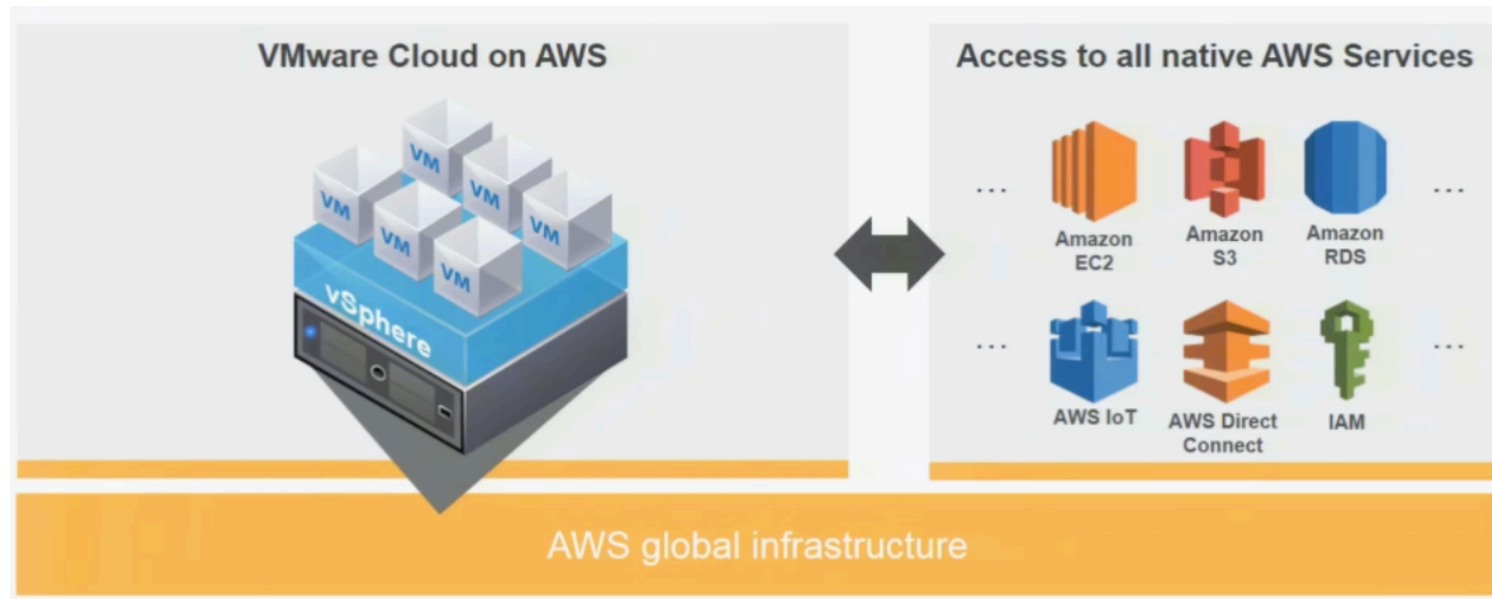 VMware Cloud on AWS
VM
VM
VM
VM
VM
VM
vSphere
Access to all native AWS Services
...
Amazon
EC2
Amazon
S3
Amazon
RDS
...
...
AWS IoT
AWS Direct
Connect
IAM
...
AWS global infrastructure